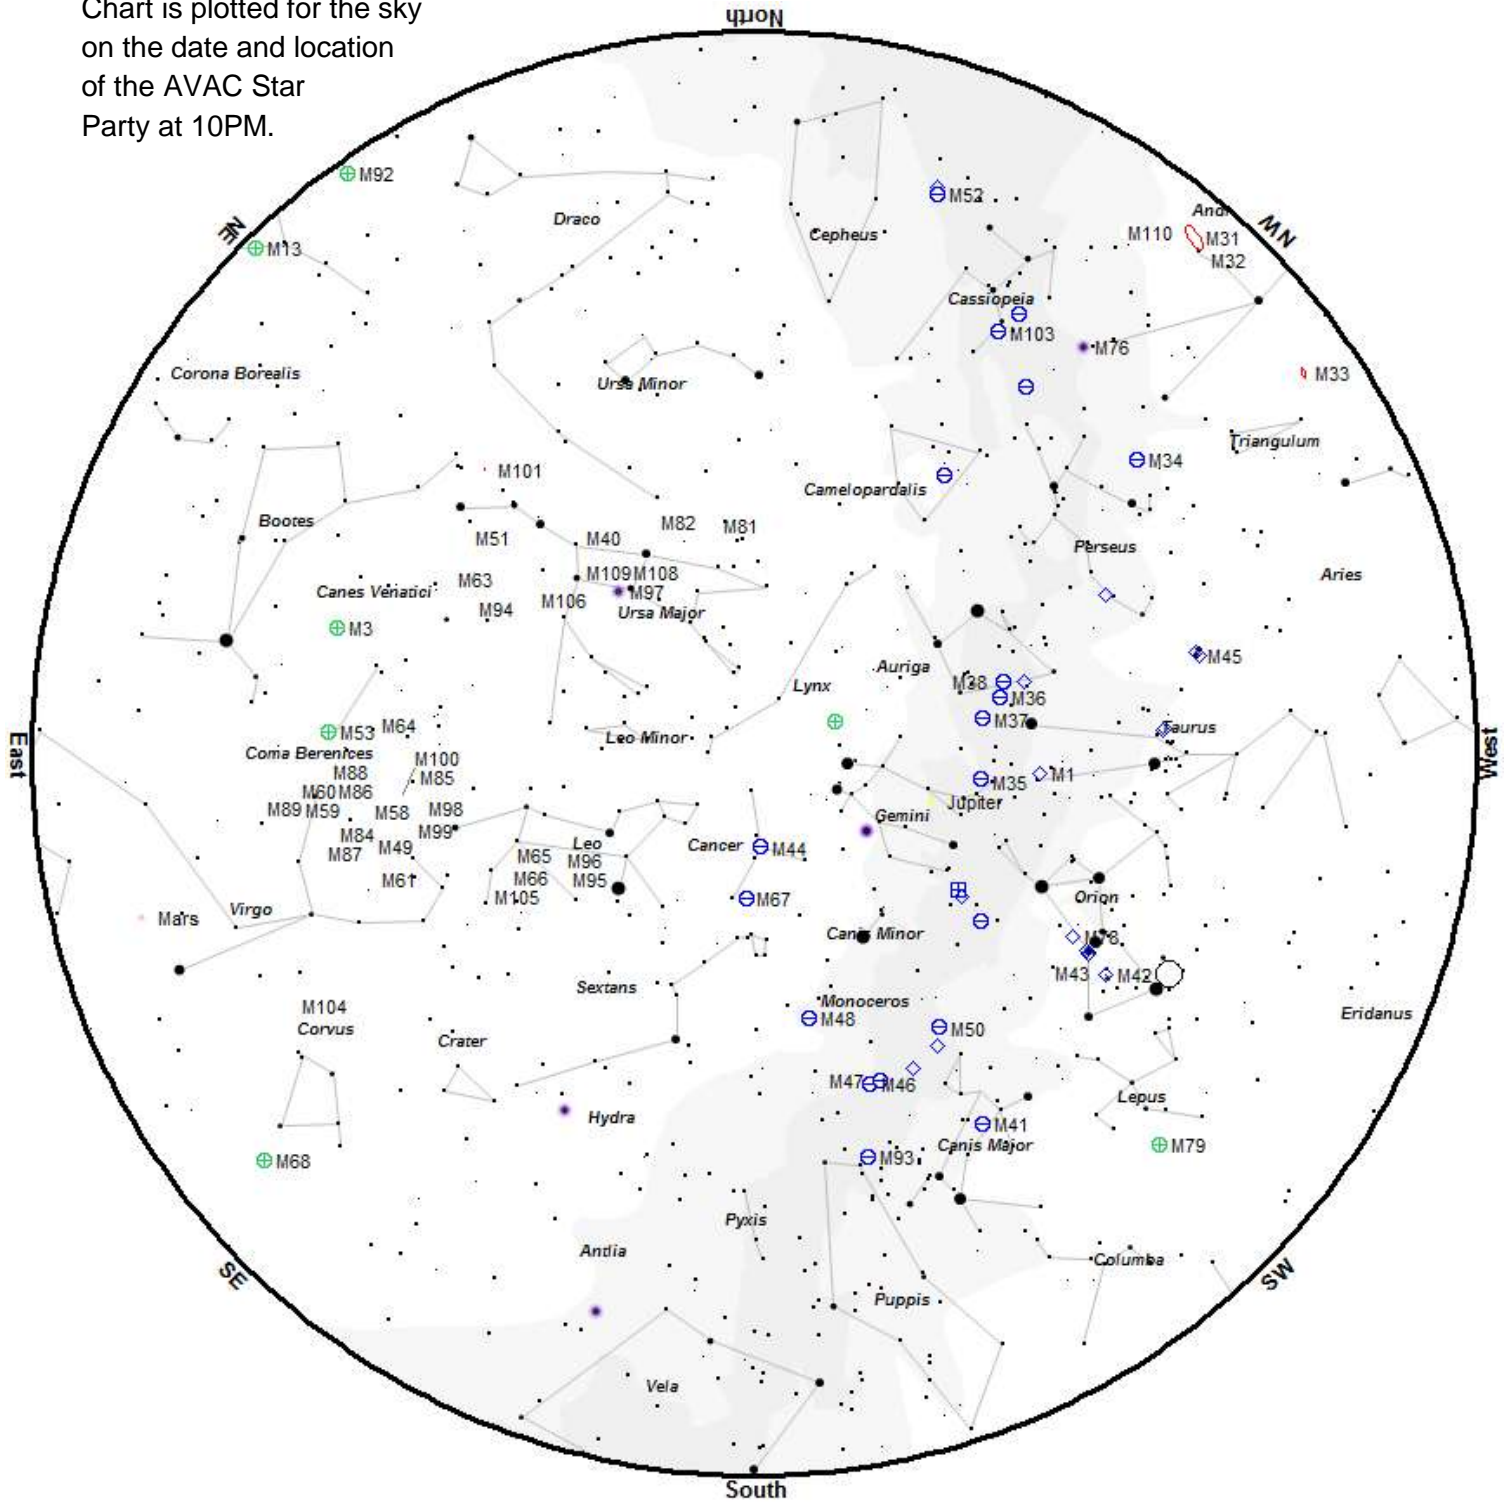 Chart is plotted for the sky
on the date and location
of the AVAC Star
Party at 10PM.
North
M92
M52
Andr
NW
NE
M13
Draco
Cepheus
M110
M31
M32
Cassiopeia
M103
M76
Corona Borealis
Ursa Minor
M33
Triangulum
M101
M34
Camelopardalis
Bootes
M51
M40
M82
M81
Perseus
Aries
Canes Venatici
M63
M109
M108
M97
M94
M106
Ursa Major
M3
M45
Auriga
Lynx
M38
M36
M37
M53
M64
Leo Minor
Taurus
East
West
Coma Berenices
M100
M88
M85
M35
M1
M60
M86
Jupiter
M89
M59
M58
M98
Gemini
M84
M99
Leo
Cancer
M44
M87
M49
M65
M96
M61
M66
M95
M105
M67
Orion
Mars
Virgo
Canis Minor
M78
M43
M42
Sextans
M104
Corvus
Monoceros
M48
Eridanus
Crater
M50
M47
M46
Lepus
Hydra
M41
Canis Major
M79
M68
M93
Pyxis
Antlia
Columba
SE
SW
Puppis
Vela
South